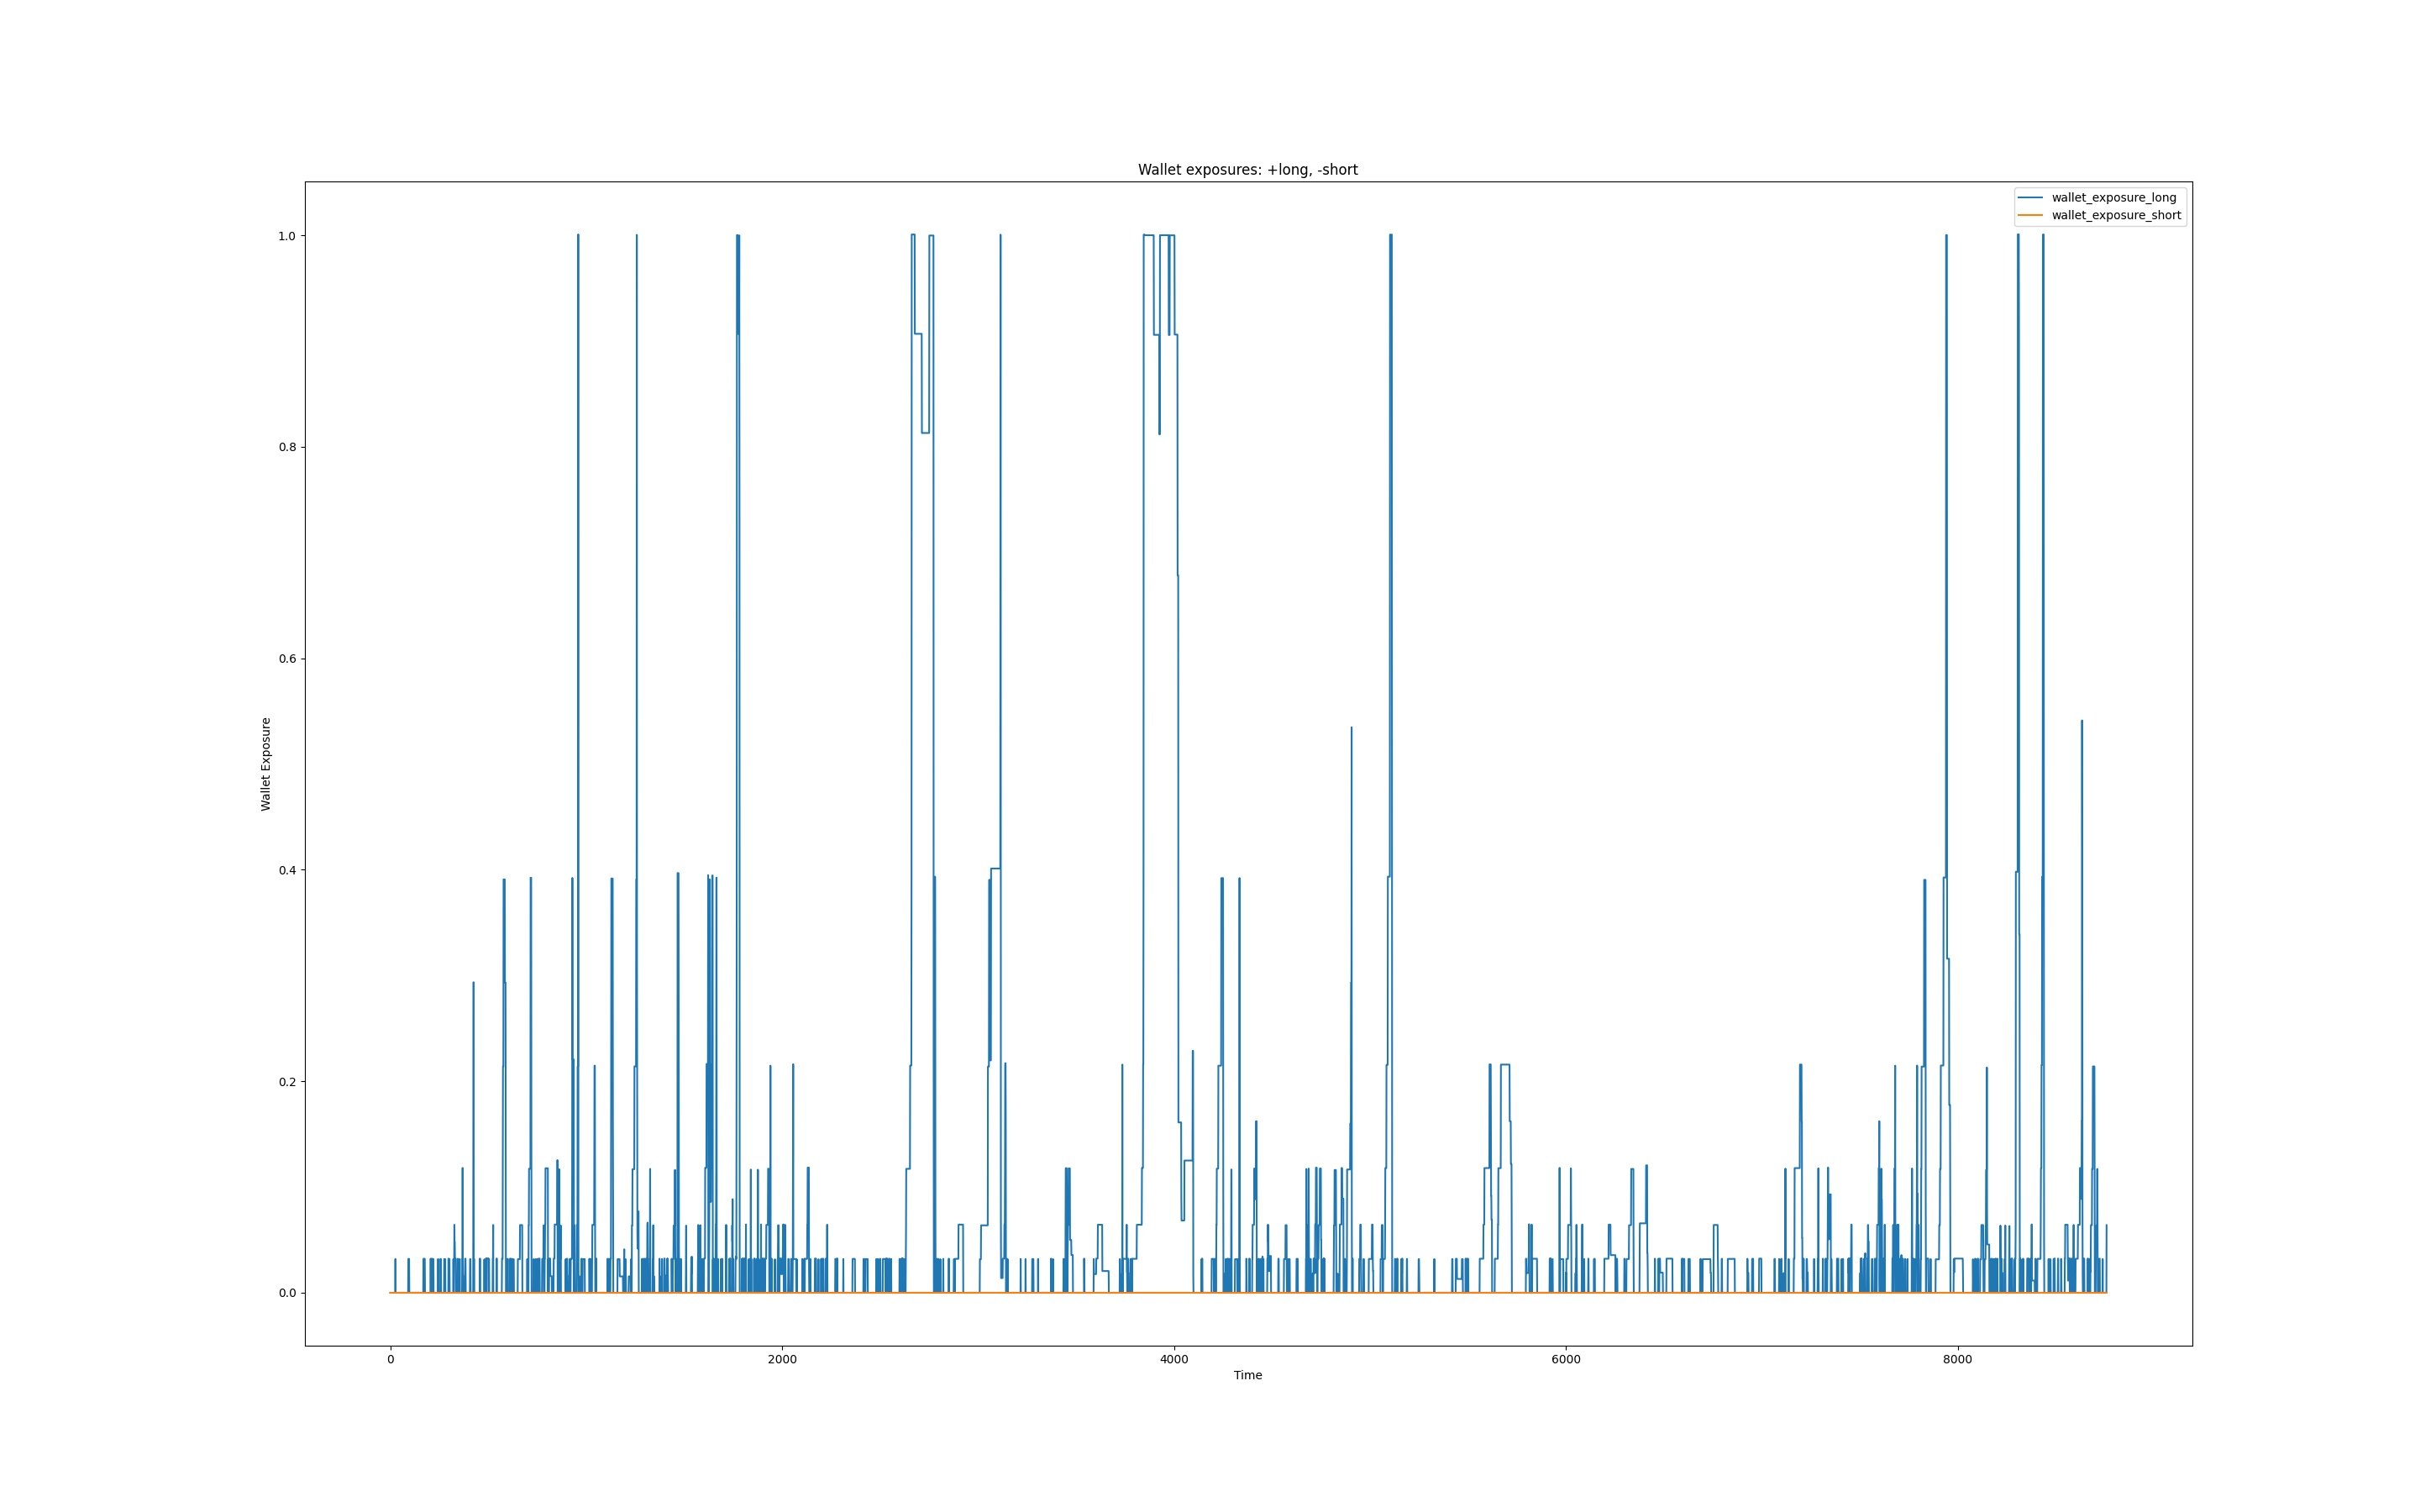 Wallet exposures: +long, -short
wallet_exposure_long
wallet_exposure_short
1.0
0.8
0.6
0.4
0.2
0.0
Wallet Exposure
0 2000 4000 6000 8000
Time